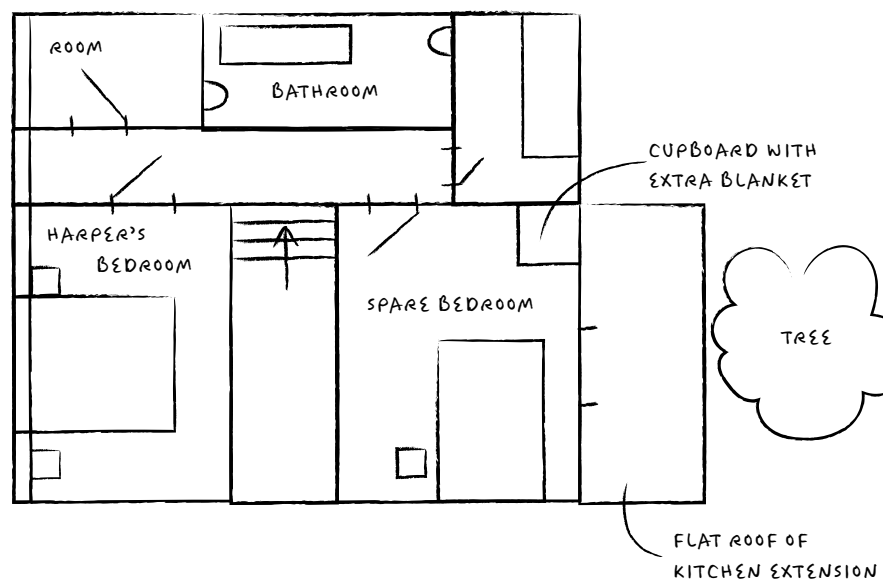 ROOM
BATHROOM
CUPBOARD WITH
EXTRA BLANKET
HARPER'S
BEDROOM
SPARE BEDROOM
TREE
FLAT ROOF OF
KITCHEN EXTENSION